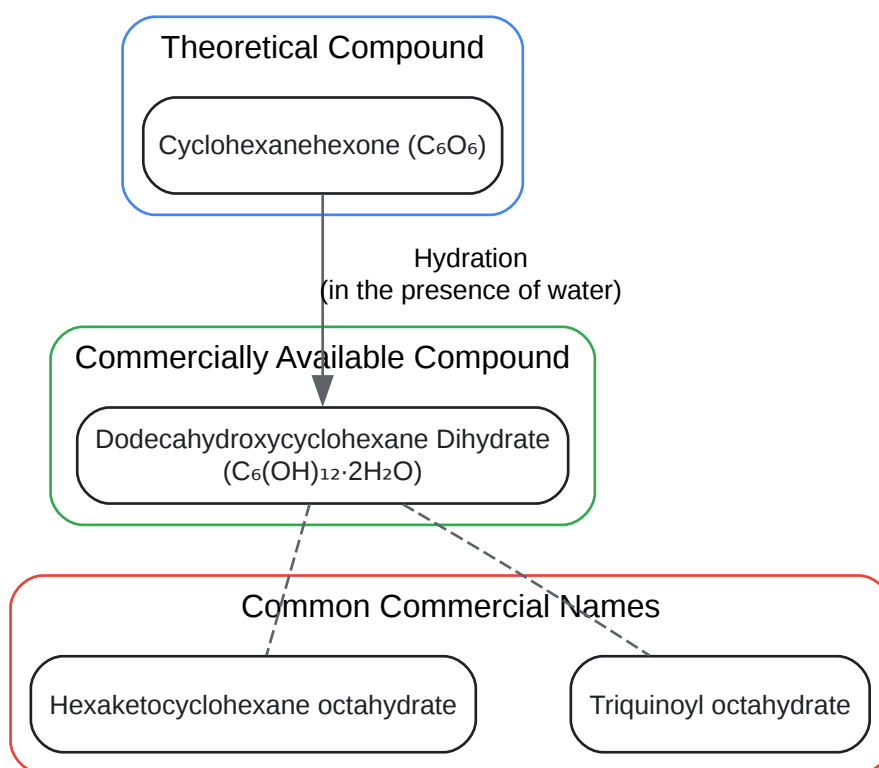 Theoretical Compound
Cyclohexanehexone (C₆O₆)
Hydration
(in the presence of water)
Commercially Available Compound
Dodecahydroxycyclohexane Dihydrate
(C₆(OH)₁₂·2H₂O)
Common Commercial Names
Hexaketocyclohexane octahydrate
Triquinoyl octahydrate